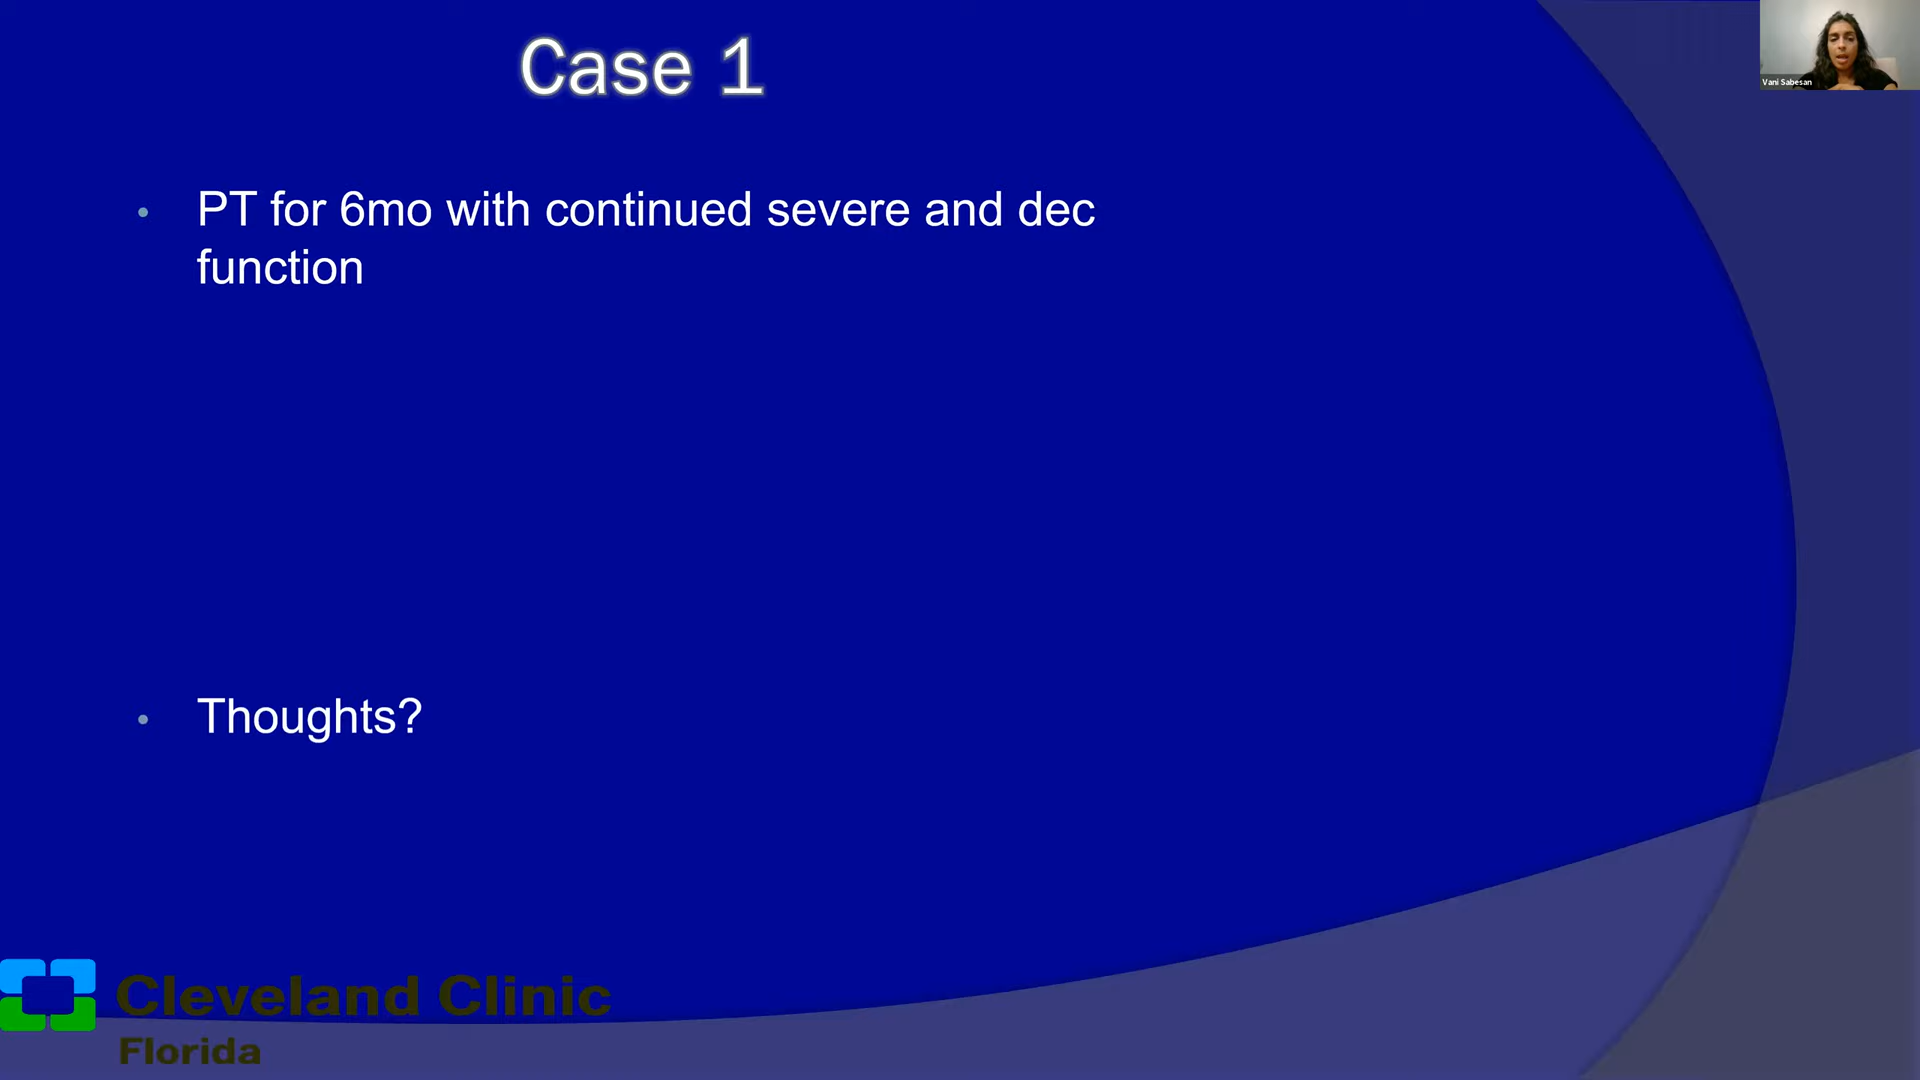 Case 1
Vani Sabesan
• PT for 6mo with continued severe and dec
function
• Thoughts?
Cleveland Clinic
Florida